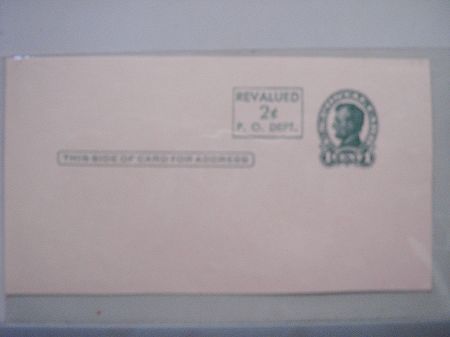 REVALUED
2¢
P. O. DEPT.
THIS SIDE OF CARD FOR ADDRESS